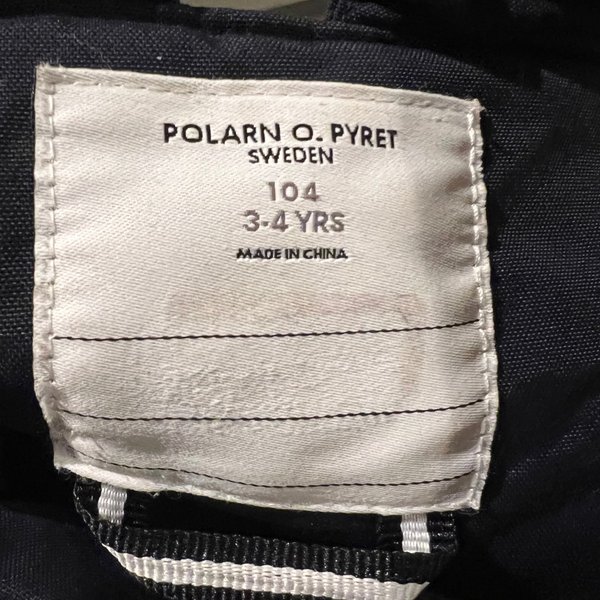 POLARN O. PYRET
SWEDEN
104
3-4 YRS
MADE IN CHINA